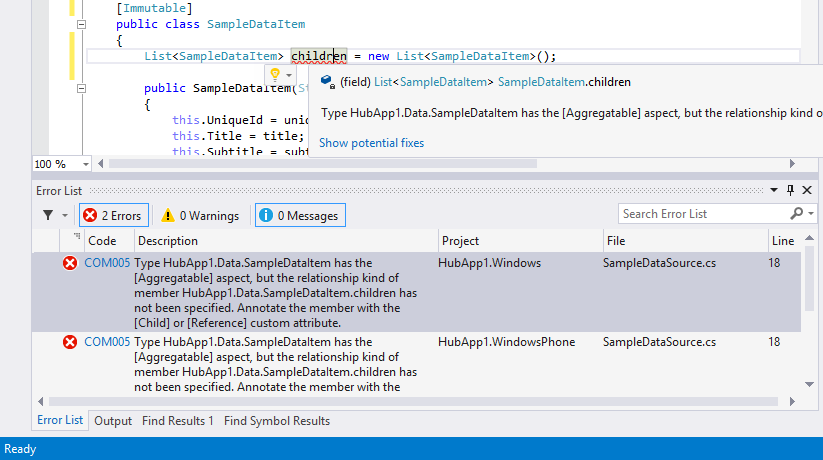 [Immutable]
public class SampleDataItem
{
List<SampleDataItem> children = new List<SampleDataItem>();
public SampleDataItem(
{
this.UniqueId = uni
this.Title = title;
this.Subtitle = sub
(field) List<SampleDataItem> SampleDataItem.children
Type HubApp1.Data.SampleDataItem has the [Aggregatable] aspect, but the relationship kind o
Show potential fixes
100 %
Error List
2 Errors
0 Warnings
0 Messages
Search Error List
Code Description Project File Line
COM005 Type HubApp1.Data.SampleDataItem has the HubApp1.Windows SampleDataSource.cs 18
[Aggregatable] aspect, but the relationship kind of
member HubApp1.Data.SampleDataItem.children has
not been specified. Annotate the member with the
[Child] or [Reference] custom attribute.
COM005 Type HubApp1.Data.SampleDataItem has the HubApp1.WindowsPhone SampleDataSource.cs 18
[Aggregatable] aspect, but the relationship kind of
member HubApp1.Data.SampleDataItem.children has
not been specified. Annotate the member with the
Error List Output Find Results 1 Find Symbol Results
Ready